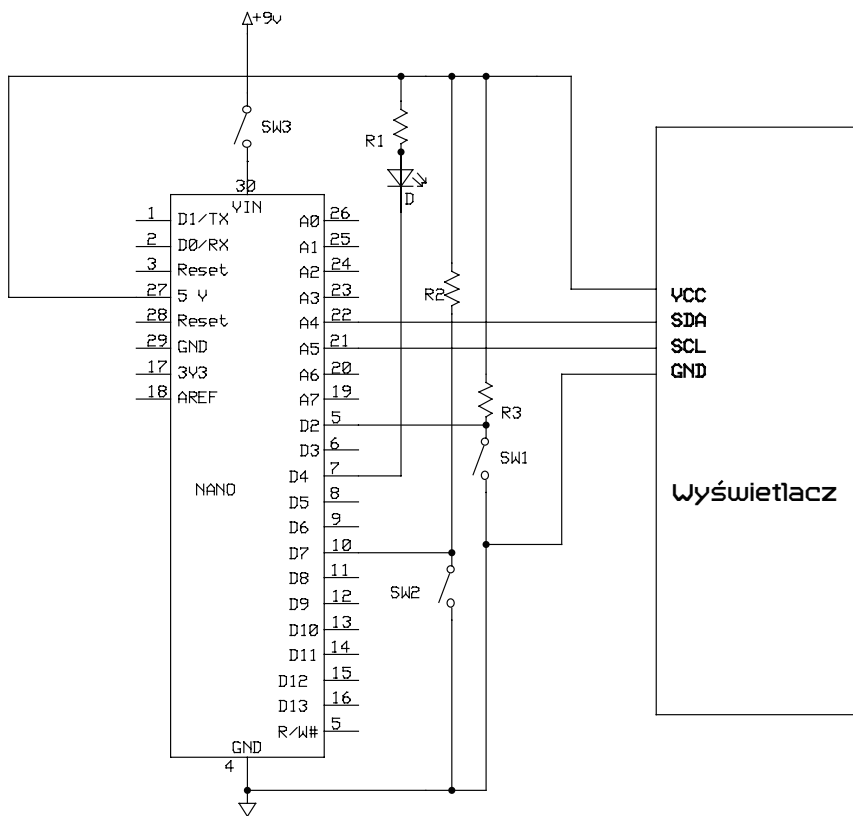 +9v
SW3
R1
30
VIN
D
1 D1/TX A0 26
2 D0/RX A1 25
3 Reset A2 24
27 5 V A3 23
R2
VCC
28 Reset A4 22
SDA
29 GND A5 21
SCL
17 3V3 A6 20
GND
18 AREF A7 19
R3
D2 5
D3 6
SW1
D4 7
NANO
Wyświetlacz
D5 8
D6 9
D7 10
D8 11
SW2
D9 12
D10 13
D11 14
D12 15
D13 16
R/W# 5
GND
4